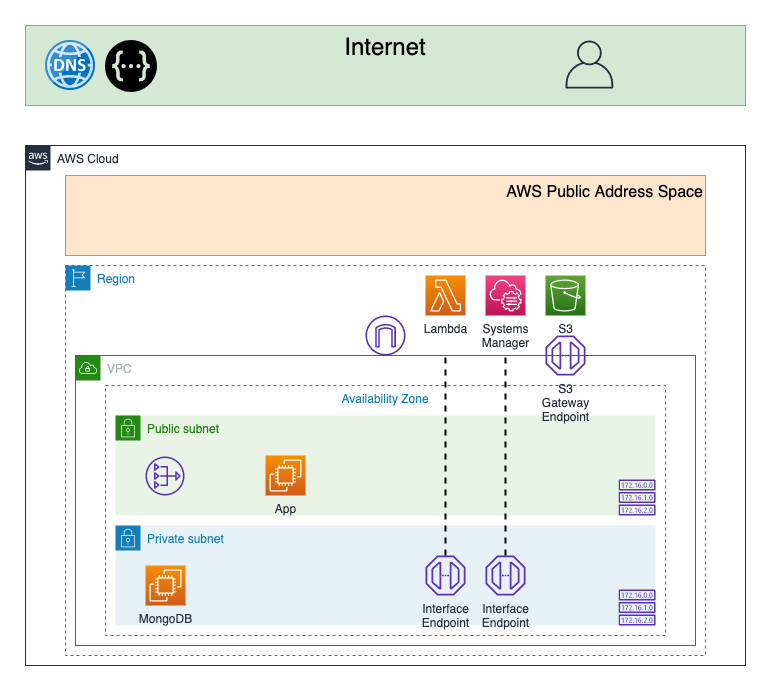 Internet
DNS
{···}
aws
AWS Cloud
AWS Public Address Space
Region
Lambda
Systems
Manager
S3
VPC
S3
Gateway
Endpoint
Availability Zone
Public subnet
App
172.16.0.0
172.16.1.0
172.16.2.0
Private subnet
MongoDB
Interface
Endpoint
Interface
Endpoint
172.16.0.0
172.16.1.0
172.16.2.0